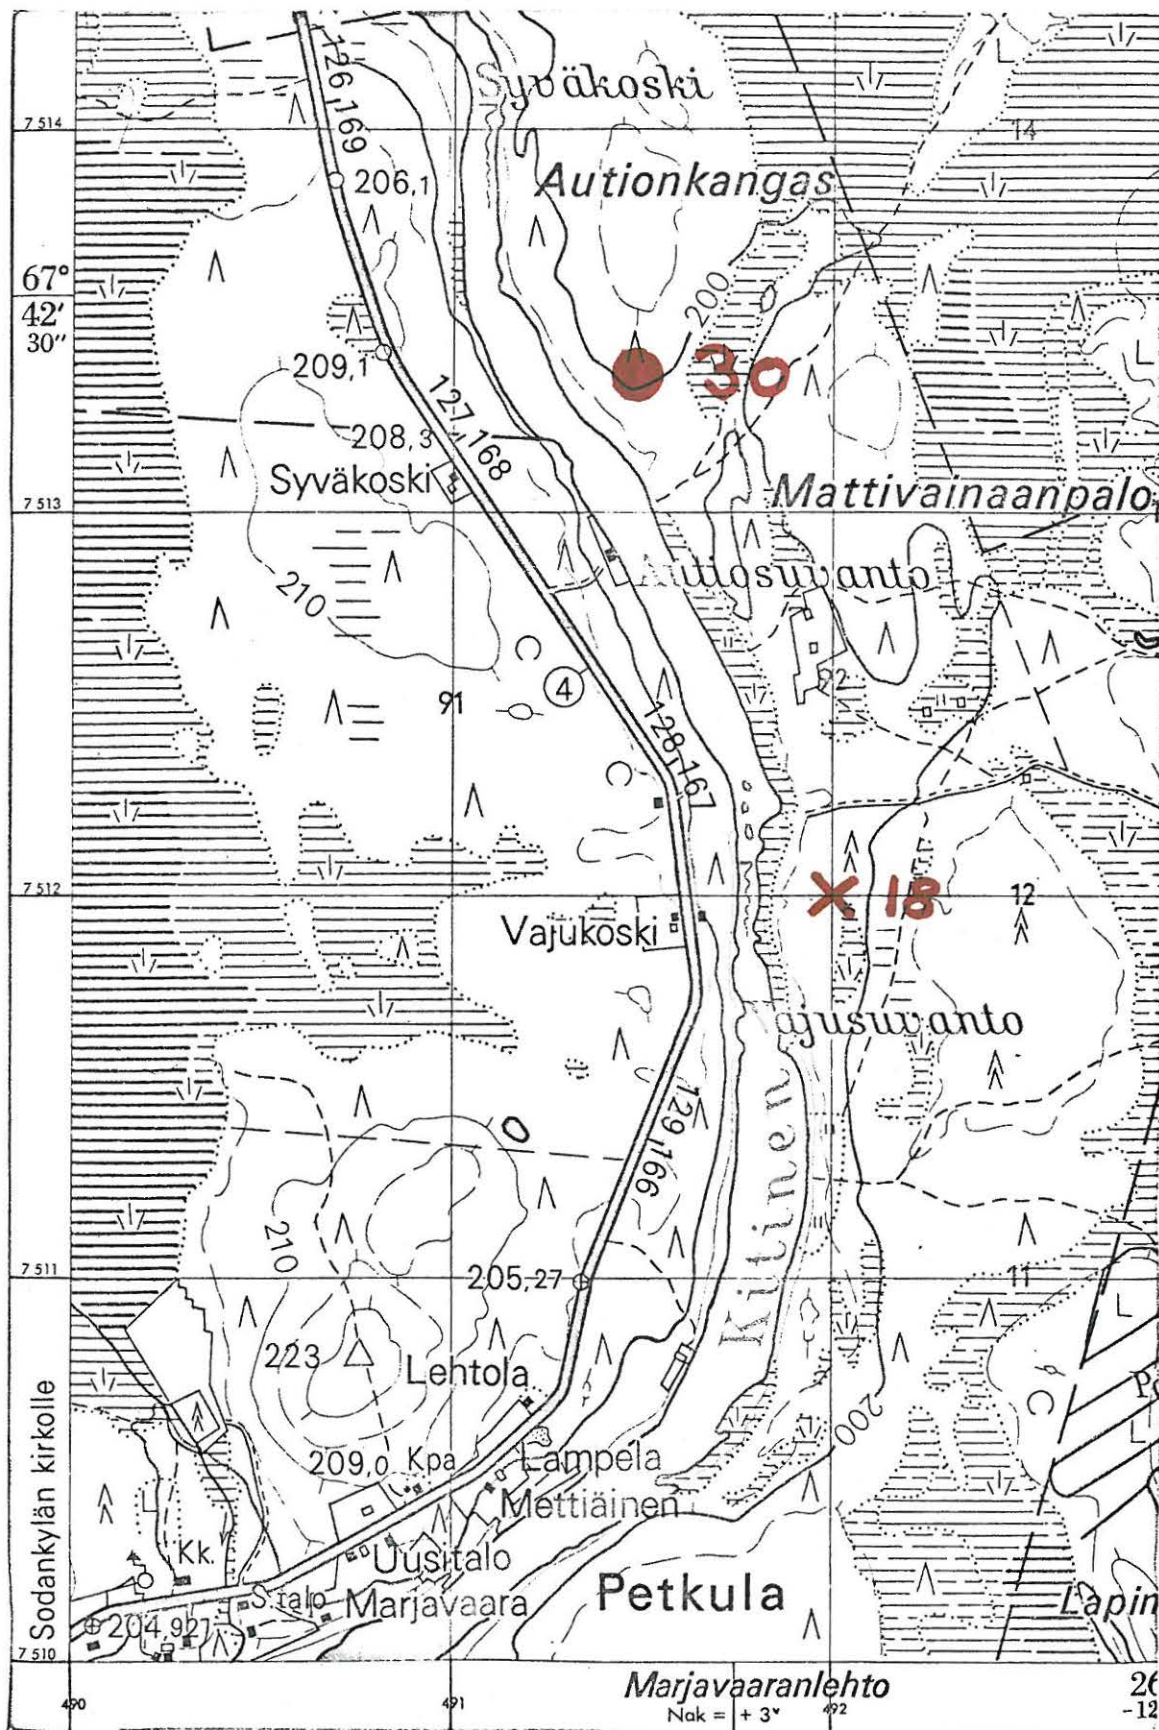 126,169
Syväkoski
7 514
14
206,1
Autionkangas
67°
42'
30"
200
209,1
30
127,168
208,3
Syväkoski
Mattivainaanpalo
7 513
Autiosuvanto
210
4
91
92
128,167
7 512
18
12
Vajukoski
Vajusuvanto
129,166
Kitinen
210
7 511
205,27
11
L
223
Lehtola
C
200
209,0 Kpa
Lampela
Mettiäinen
Sodankylän kirkolle
Kk.
Uusitalo
S.talo
Marjavaara
Petkula
Lapin
204,927
7 510
490
491
Marjavaaranlehto
Nak = + 3ᵛ
492
-12